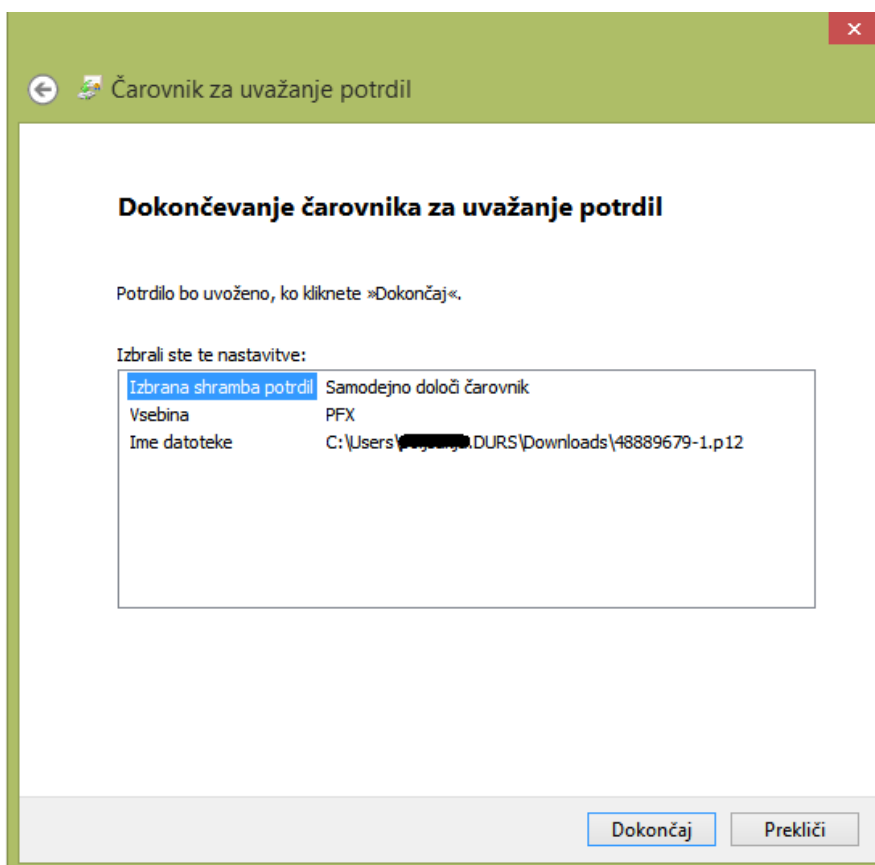 Čarovnik za uvažanje potrdil
Dokončevanje čarovnika za uvažanje potrdil
Potrdilo bo uvoženo, ko kliknete »Dokončaj«.
Izbrali ste te nastavitve:
Izbrana shramba potrdil Samodejno določi čarovnik
Vsebina PFX
Ime datoteke C:\Users\ .DURS\Downloads\48889679-1.p12
Dokončaj Prekliči